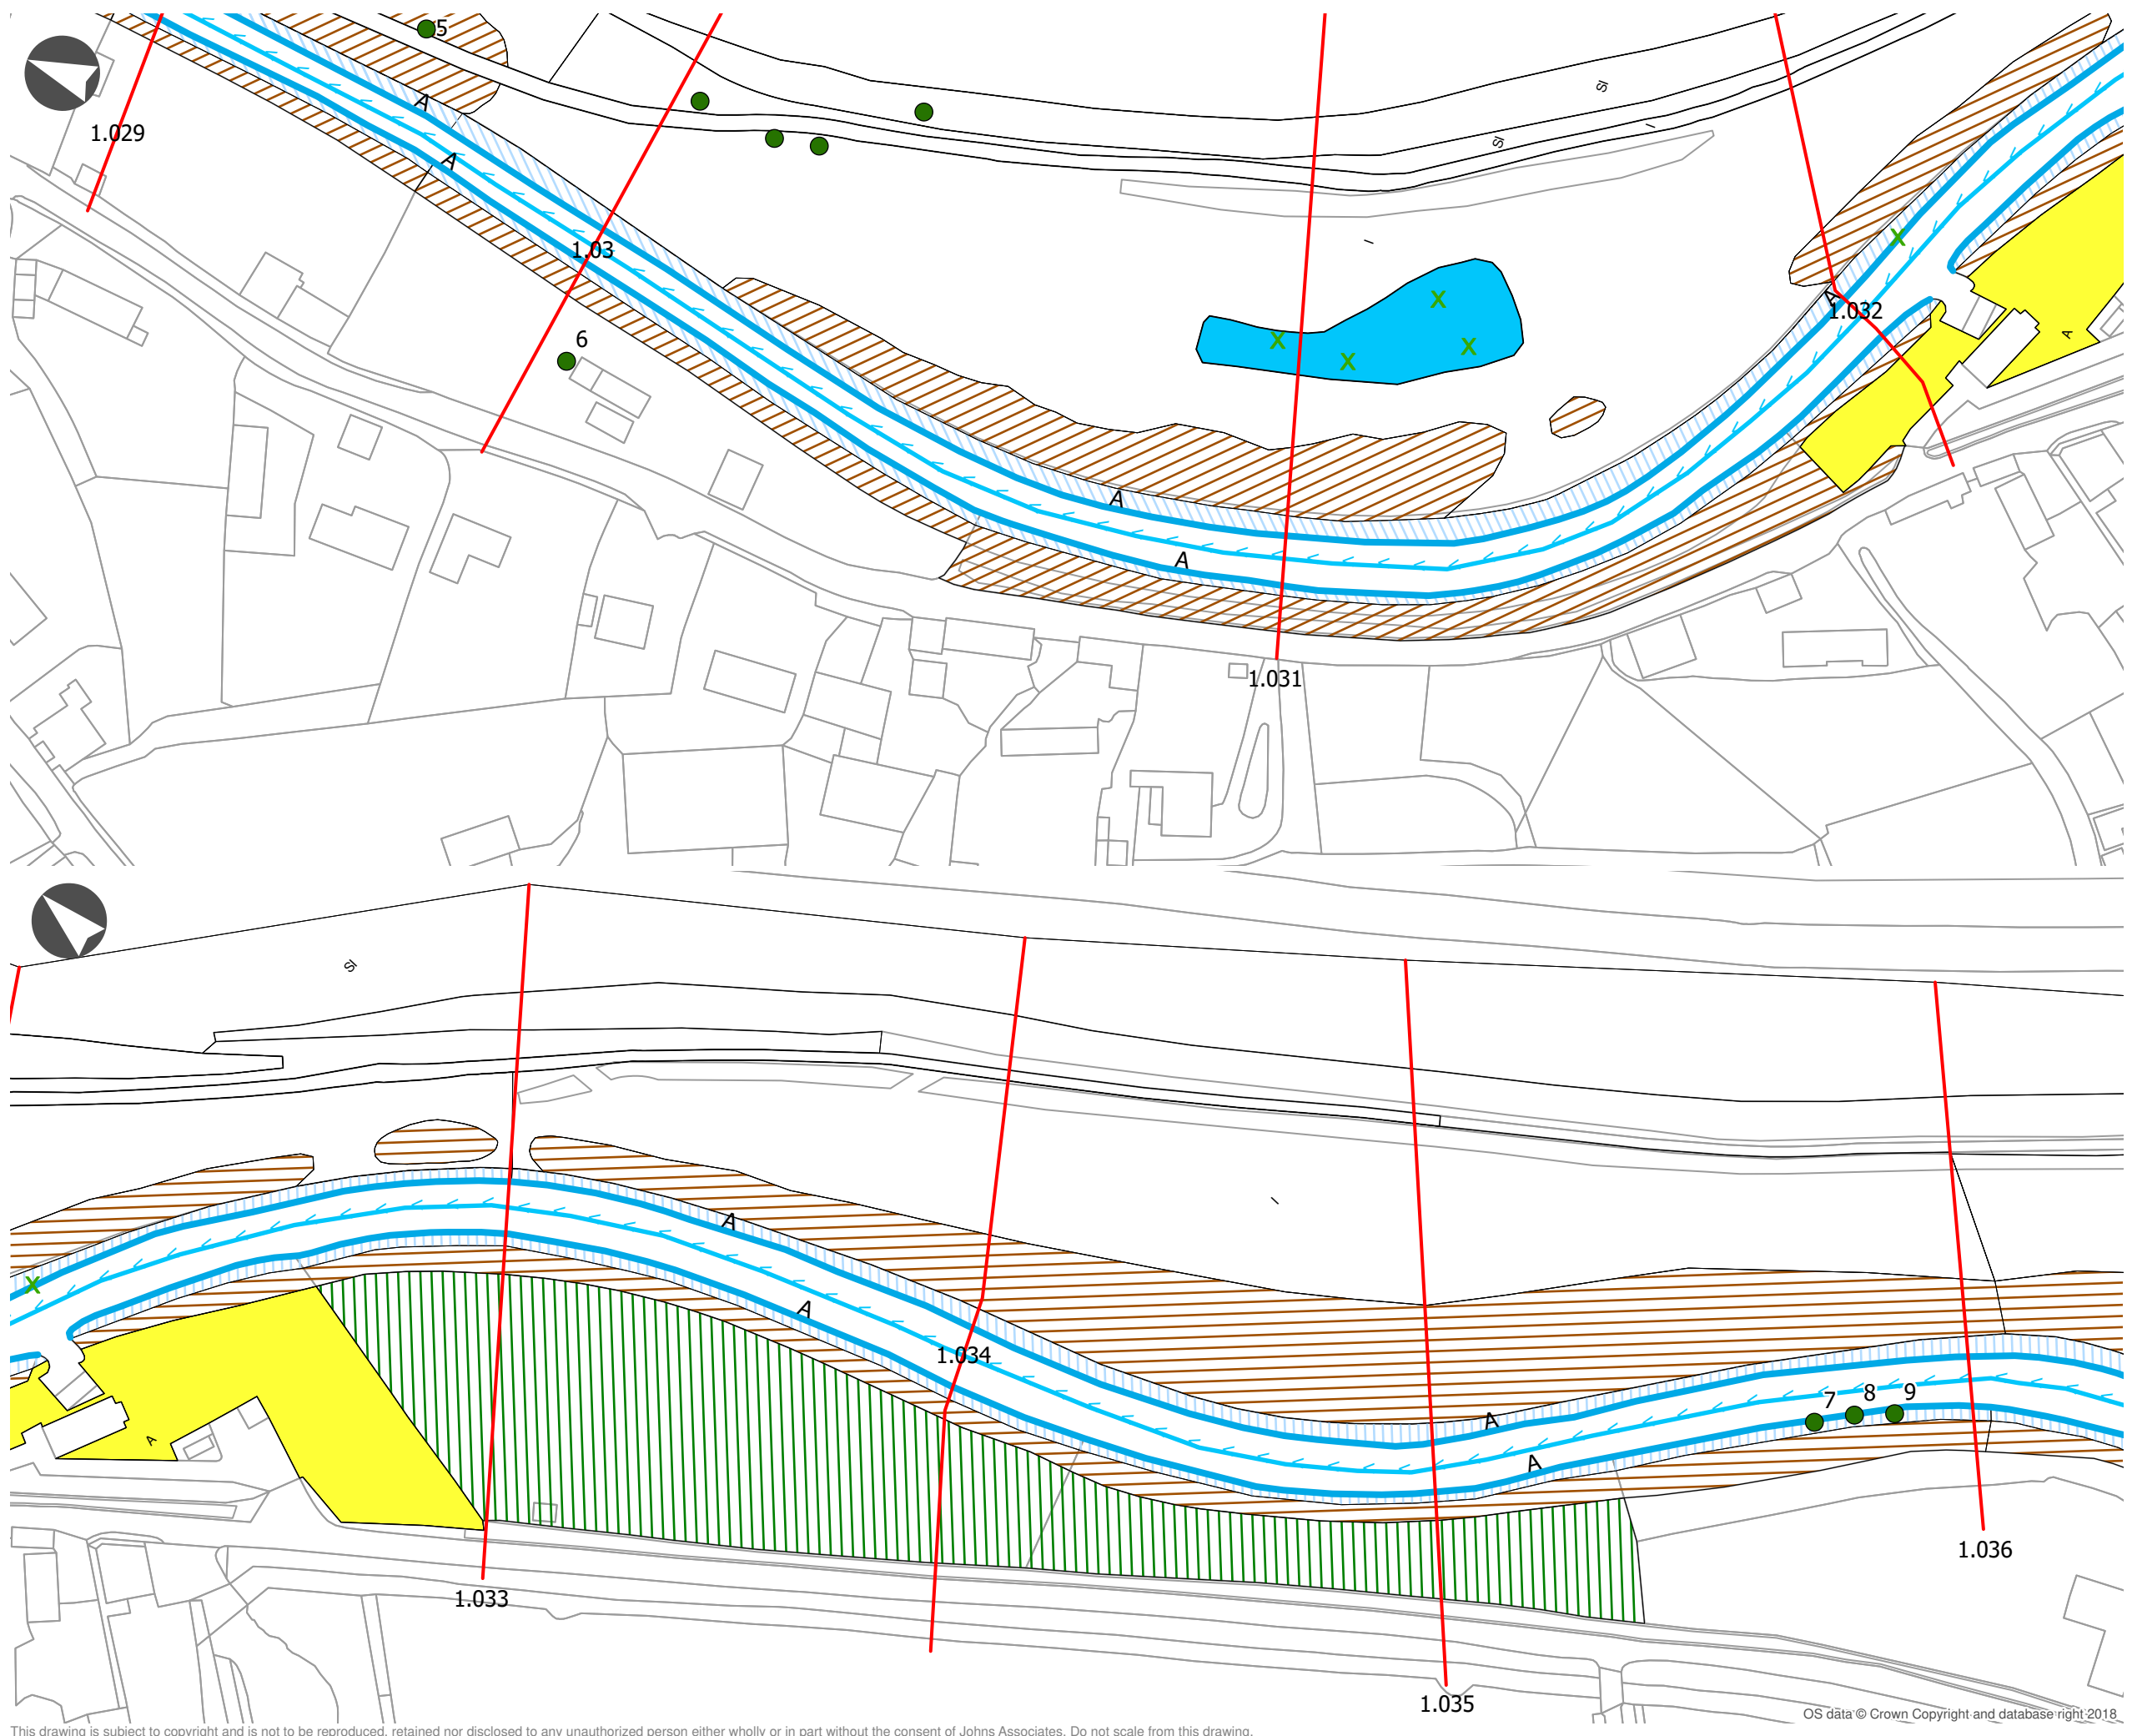 5
A
1.029
SI
I
SI
A
1.03
I
A
1.032
6
A
A
A
1.031
SI
I
A
A
1.034
7 8 9
A
A
A
1.033
1.036
1.035
OS data © Crown Copyright and database right 2018
This drawing is subject to copyright and is not to be reproduced, retained nor disclosed to any unauthorized person either wholly or in part without the consent of Johns Associates. Do not scale from this drawing.